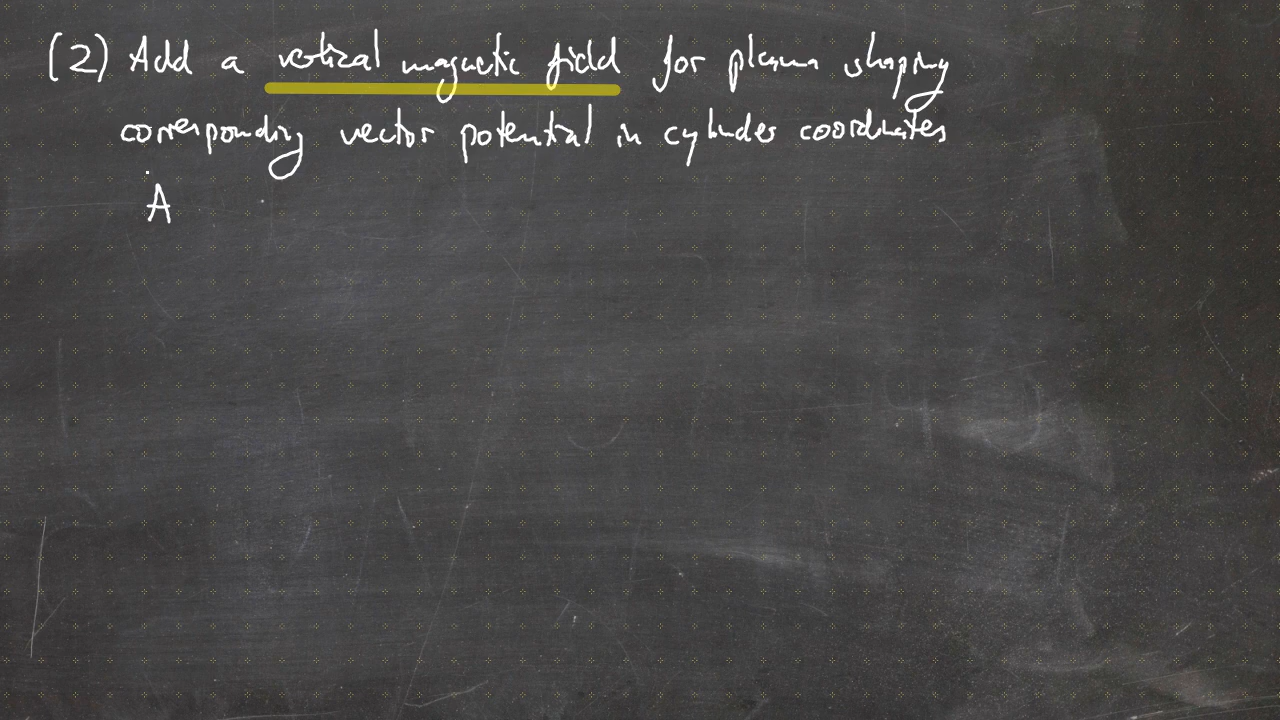 (2) Add a vertical magnetic field for plasma shaping
corresponding vector potential in cylinder coordinates
A